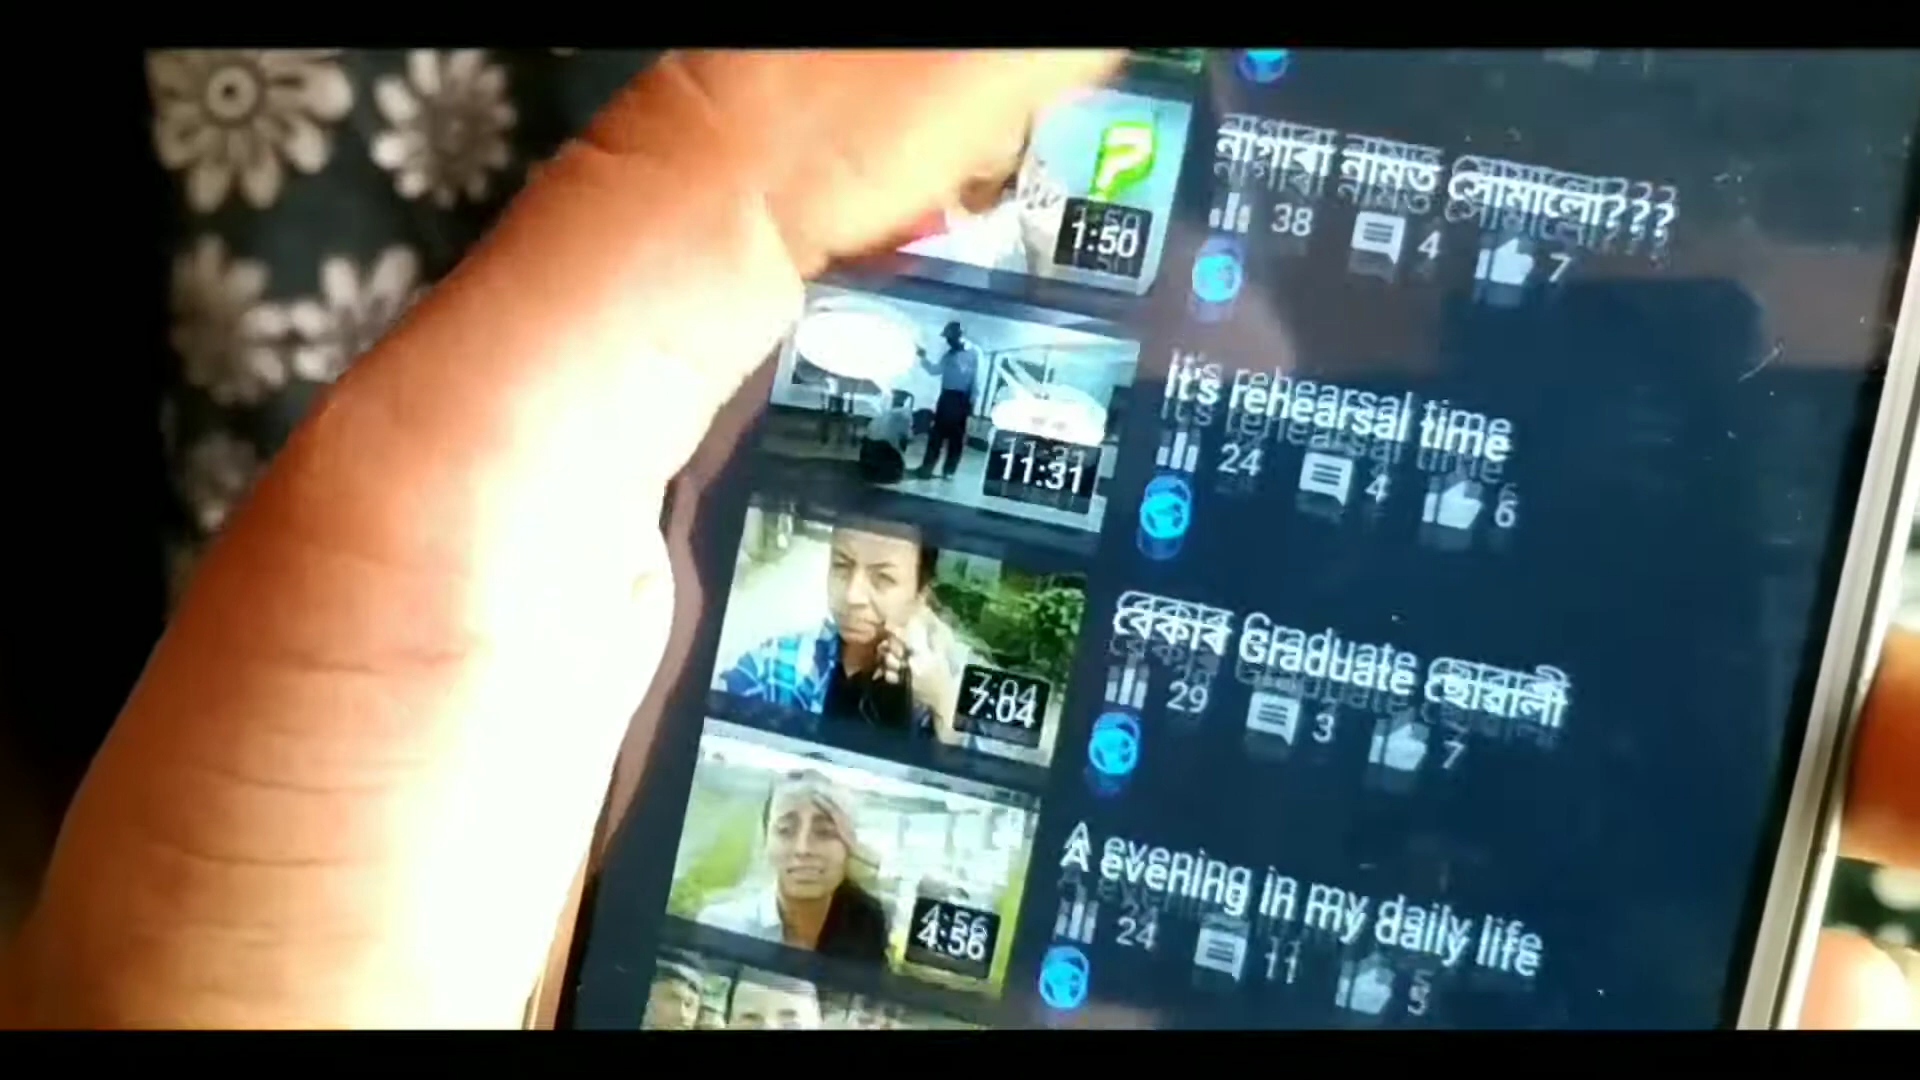 ?
1:50
নাগাৰা নামত সোমালো???
38 4 7
11:31
It's rehearsal time
24 4 6
7:04
বেকাৰ Graduate ছোৱালী
29 3 7
4:56
A evening in my daily life
24 11 5